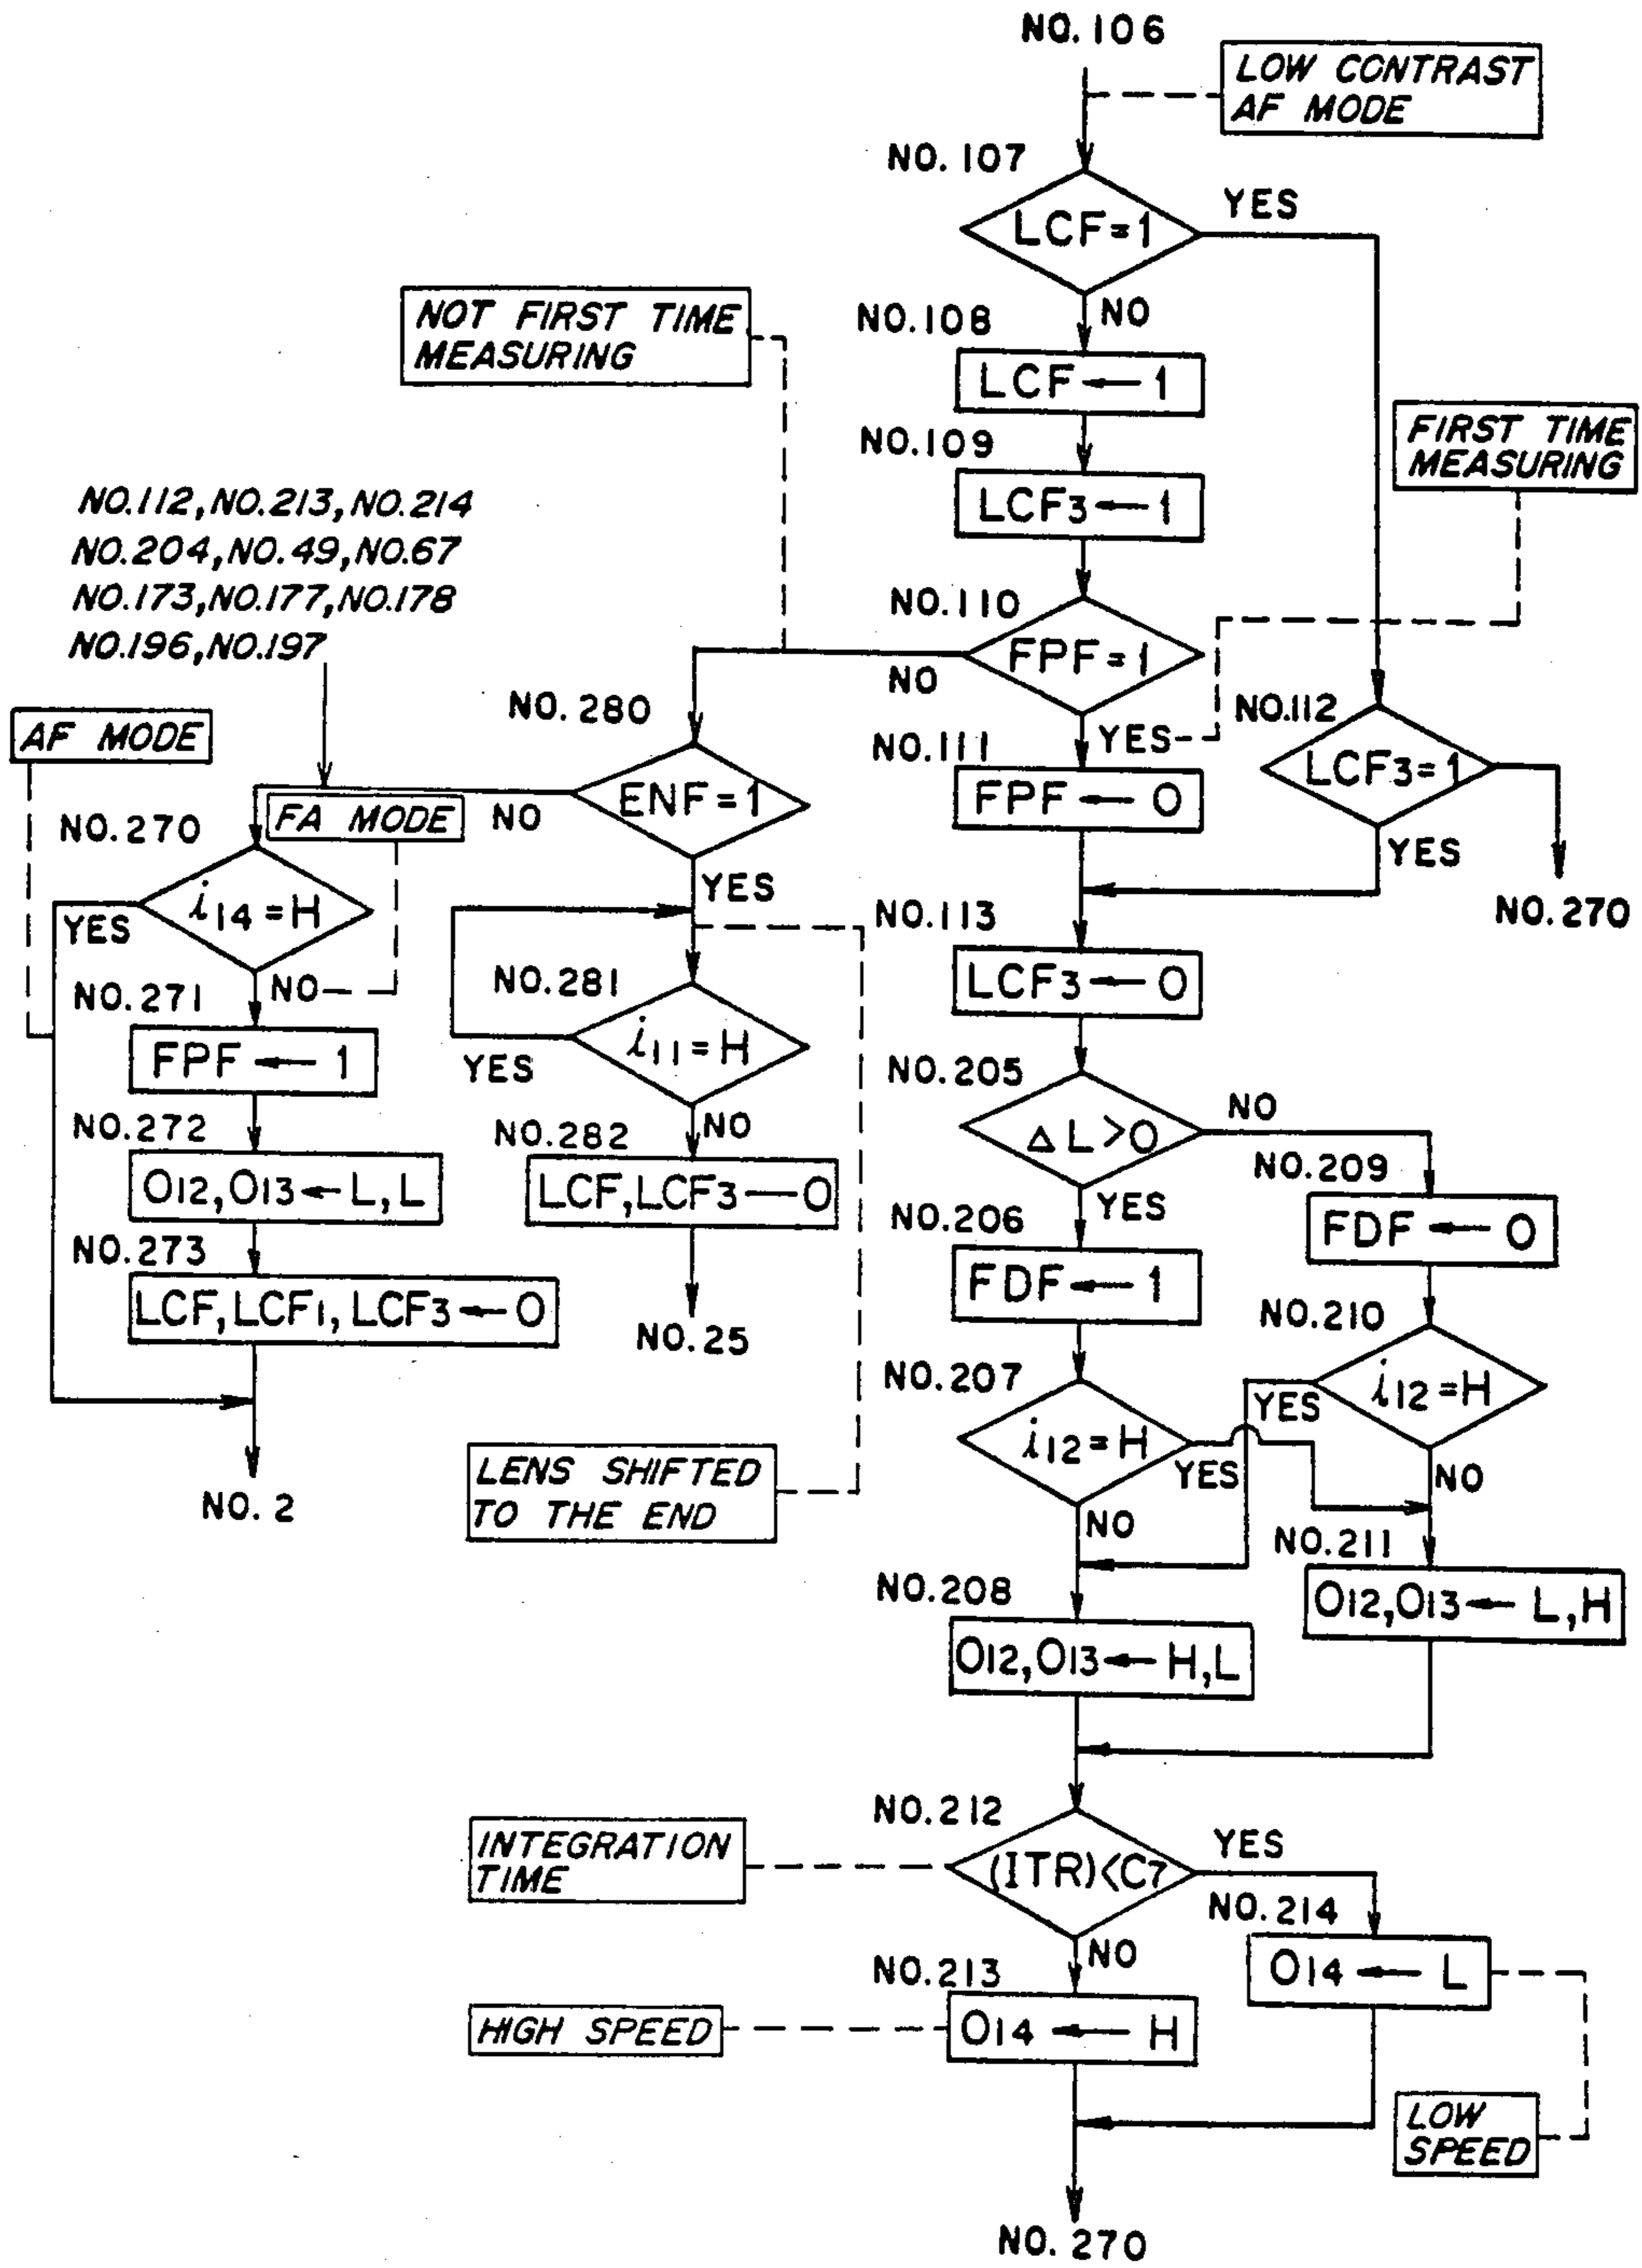 NO. 106
LOW CONTRAST
AF MODE
NO. 107
LCF=1
YES
NO
NOT FIRST TIME
MEASURING
NO.108
LCF ← 1
NO.109
LCF3 ← 1
FIRST TIME
MEASURING
NO.112, NO.213, NO.214
NO.204, NO.49, NO.67
NO.173, NO.177, NO.178
NO.196, NO.197
NO.110
FPF=1
NO
YES
NO. 280
ENF=1
NO
YES
NO.112
LCF3=1
YES
NO.270
NO.111
FPF ← 0
AF MODE
FA MODE
NO.270
i14=H
YES
NO
NO.271
FPF ← 1
NO.272
O12,O13 ← L, L
NO.273
LCF, LCF1, LCF3 ← 0
NO. 2
NO.281
i11=H
YES
NO
NO.282
LCF,LCF3 — 0
NO. 25
LENS SHIFTED
TO THE END
NO.113
LCF3 ← 0
NO.205
ΔL>0
NO
YES
NO.206
FDF ← 1
NO.209
FDF ← 0
NO.207
i12=H
YES
NO
NO.210
i12=H
YES
NO
NO.208
O12,O13 ← H,L
NO.211
O12,O13 ← L,H
INTEGRATION
TIME
NO.212
(ITR)<C7
YES
NO
NO.213
O14 ← H
NO.214
O14 ← L
HIGH SPEED
LOW
SPEED
NO. 270